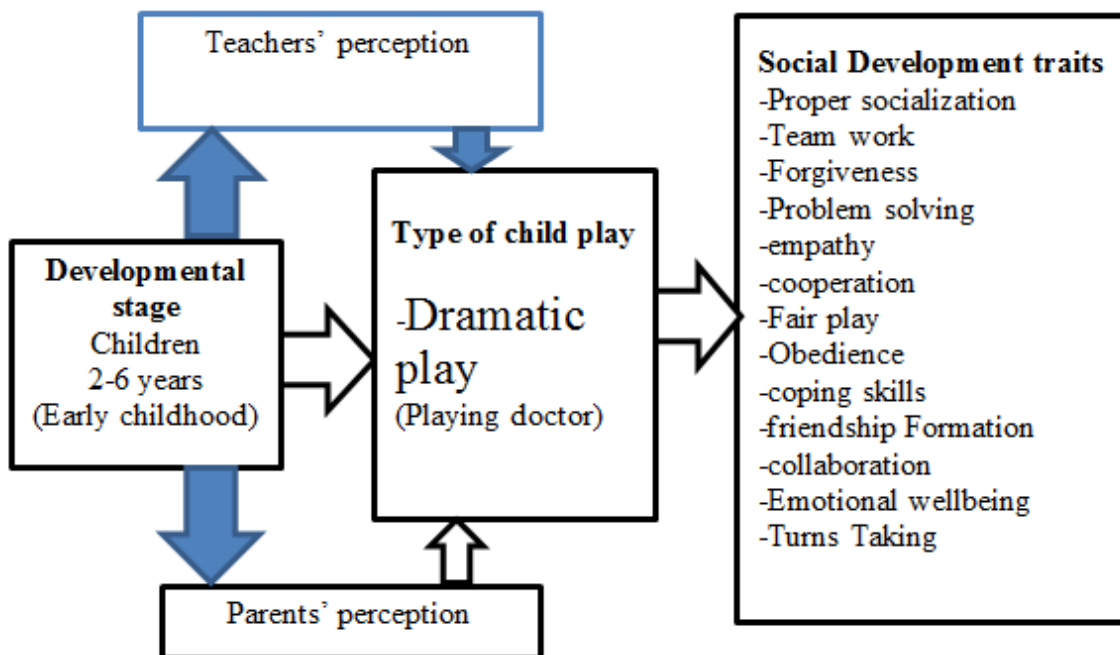 Teachers’ perception
Developmental
stage
Children
2-6 years
(Early childhood)
Type of child play
-Dramatic
play
(Playing doctor)
Parents’ perception
Social Development traits
-Proper socialization
-Team work
-Forgiveness
-Problem solving
-empathy
-cooperation
-Fair play
-Obedience
-coping skills
-friendship Formation
-collaboration
-Emotional wellbeing
-Turns Taking